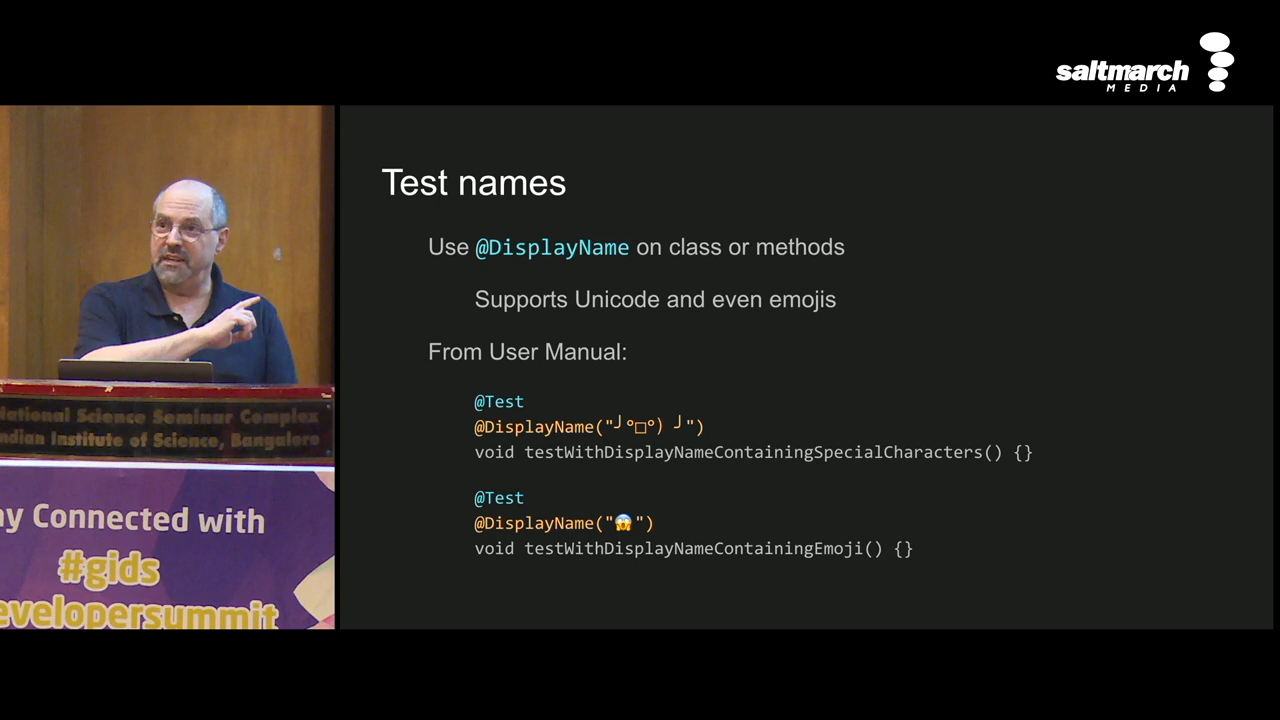 saltmarch
MEDIA
Test names
Use @DisplayName on class or methods
Supports Unicode and even emojis
From User Manual:
@Test
@DisplayName("╯°□°）╯")
void testWithDisplayNameContainingSpecialCharacters() {}
@Test
@DisplayName("😱")
void testWithDisplayNameContainingEmoji() {}
National Science Seminar Complex
Indian Institute of Science, Bangalore
ay Connected with
#gids
evelopersummit